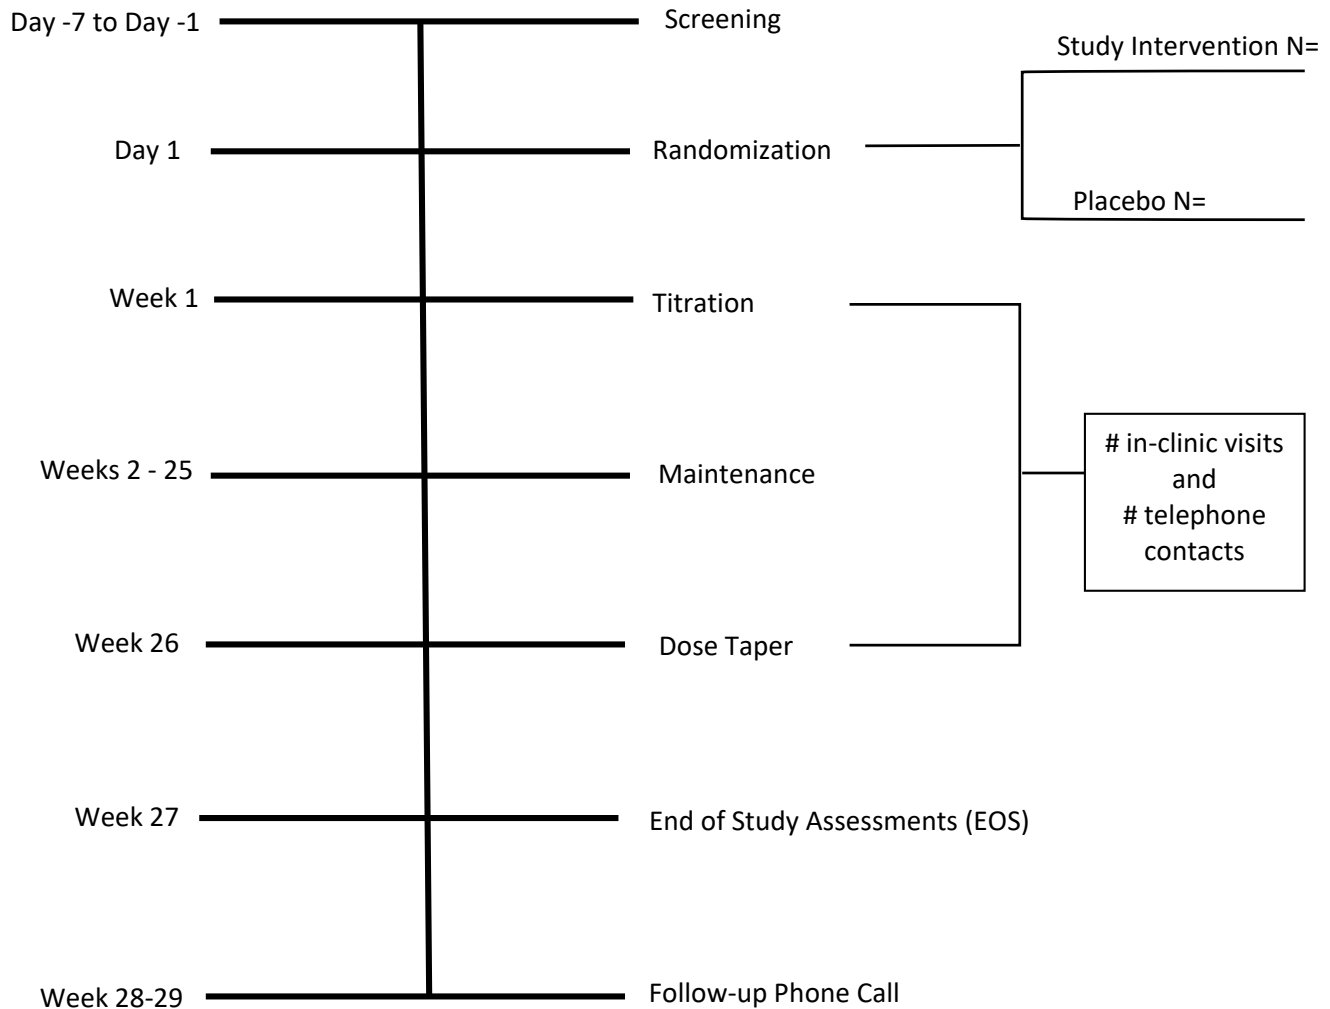 Day -7 to Day -1
Screening
Study Intervention N=
Day 1
Randomization
Placebo N=
Week 1
Titration
# in-clinic visits
and
# telephone
contacts
Weeks 2 - 25
Maintenance
Week 26
Dose Taper
Week 27
End of Study Assessments (EOS)
Week 28-29
Follow-up Phone Call